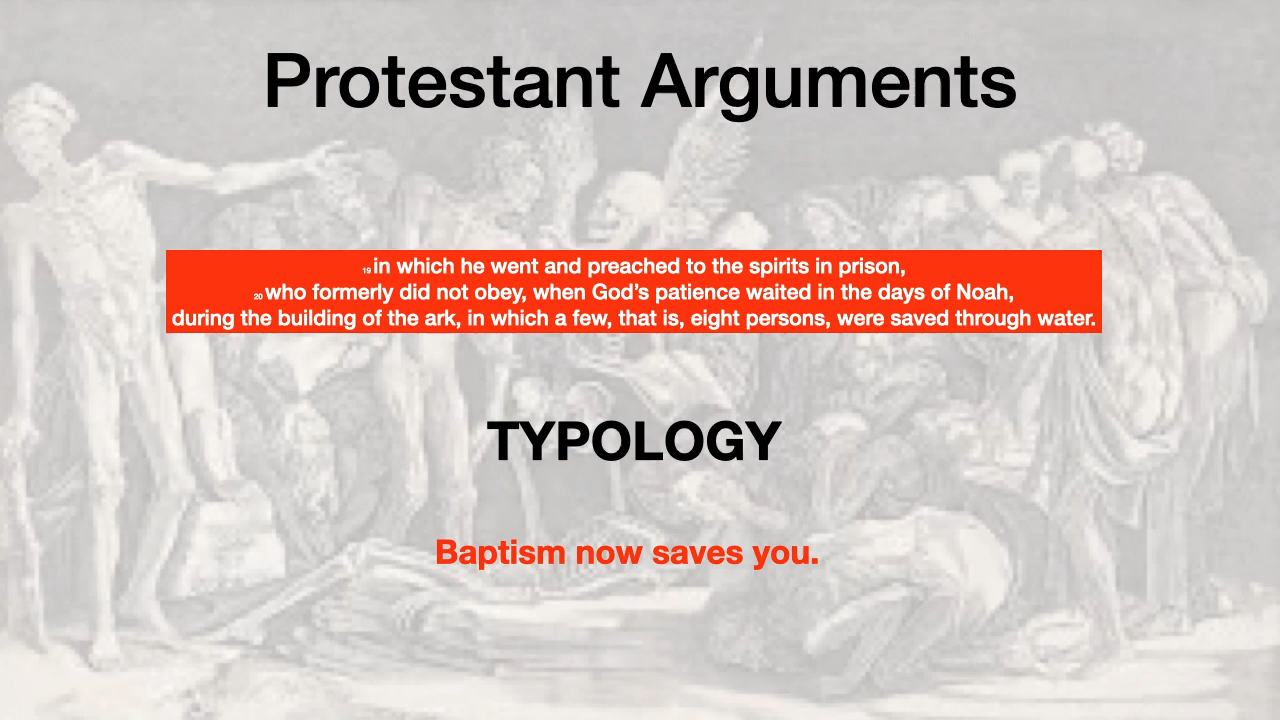 Protestant Arguments
19 in which he went and preached to the spirits in prison,
20 who formerly did not obey, when God’s patience waited in the days of Noah,
during the building of the ark, in which a few, that is, eight persons, were saved through water.
TYPOLOGY
Baptism now saves you.